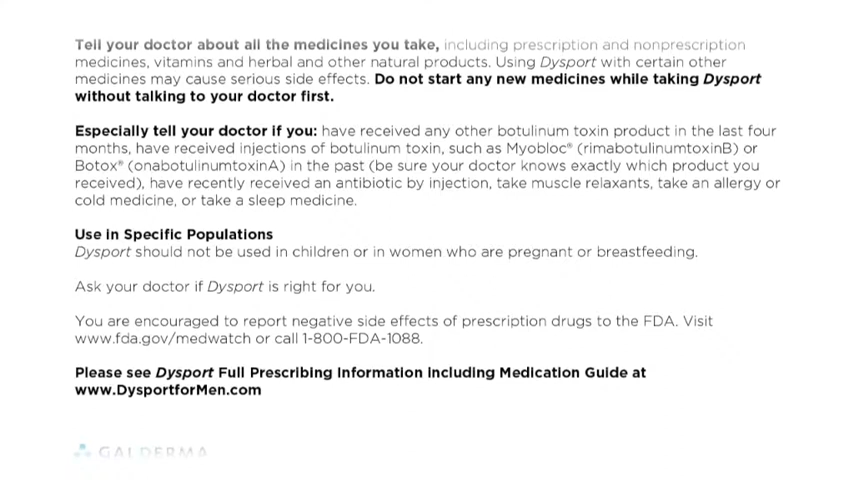 Tell your doctor about all the medicines you take, including prescription and nonprescription
medicines, vitamins and herbal and other natural products. Using Dysport with certain other
medicines may cause serious side effects. Do not start any new medicines while taking Dysport
without talking to your doctor first.
Especially tell your doctor if you: have received any other botulinum toxin product in the last four
months, have received injections of botulinum toxin, such as Myobloc® (rimabotulinumtoxinB) or
Botox® (onabotulinumtoxinA) in the past (be sure your doctor knows exactly which product you
received), have recently received an antibiotic by injection, take muscle relaxants, take an allergy or
cold medicine, or take a sleep medicine.
Use in Specific Populations
Dysport should not be used in children or in women who are pregnant or breastfeeding.
Ask your doctor if Dysport is right for you.
You are encouraged to report negative side effects of prescription drugs to the FDA. Visit
www.fda.gov/medwatch or call 1-800-FDA-1088.
Please see Dysport Full Prescribing Information including Medication Guide at
www.DysportforMen.com
GALDERMA